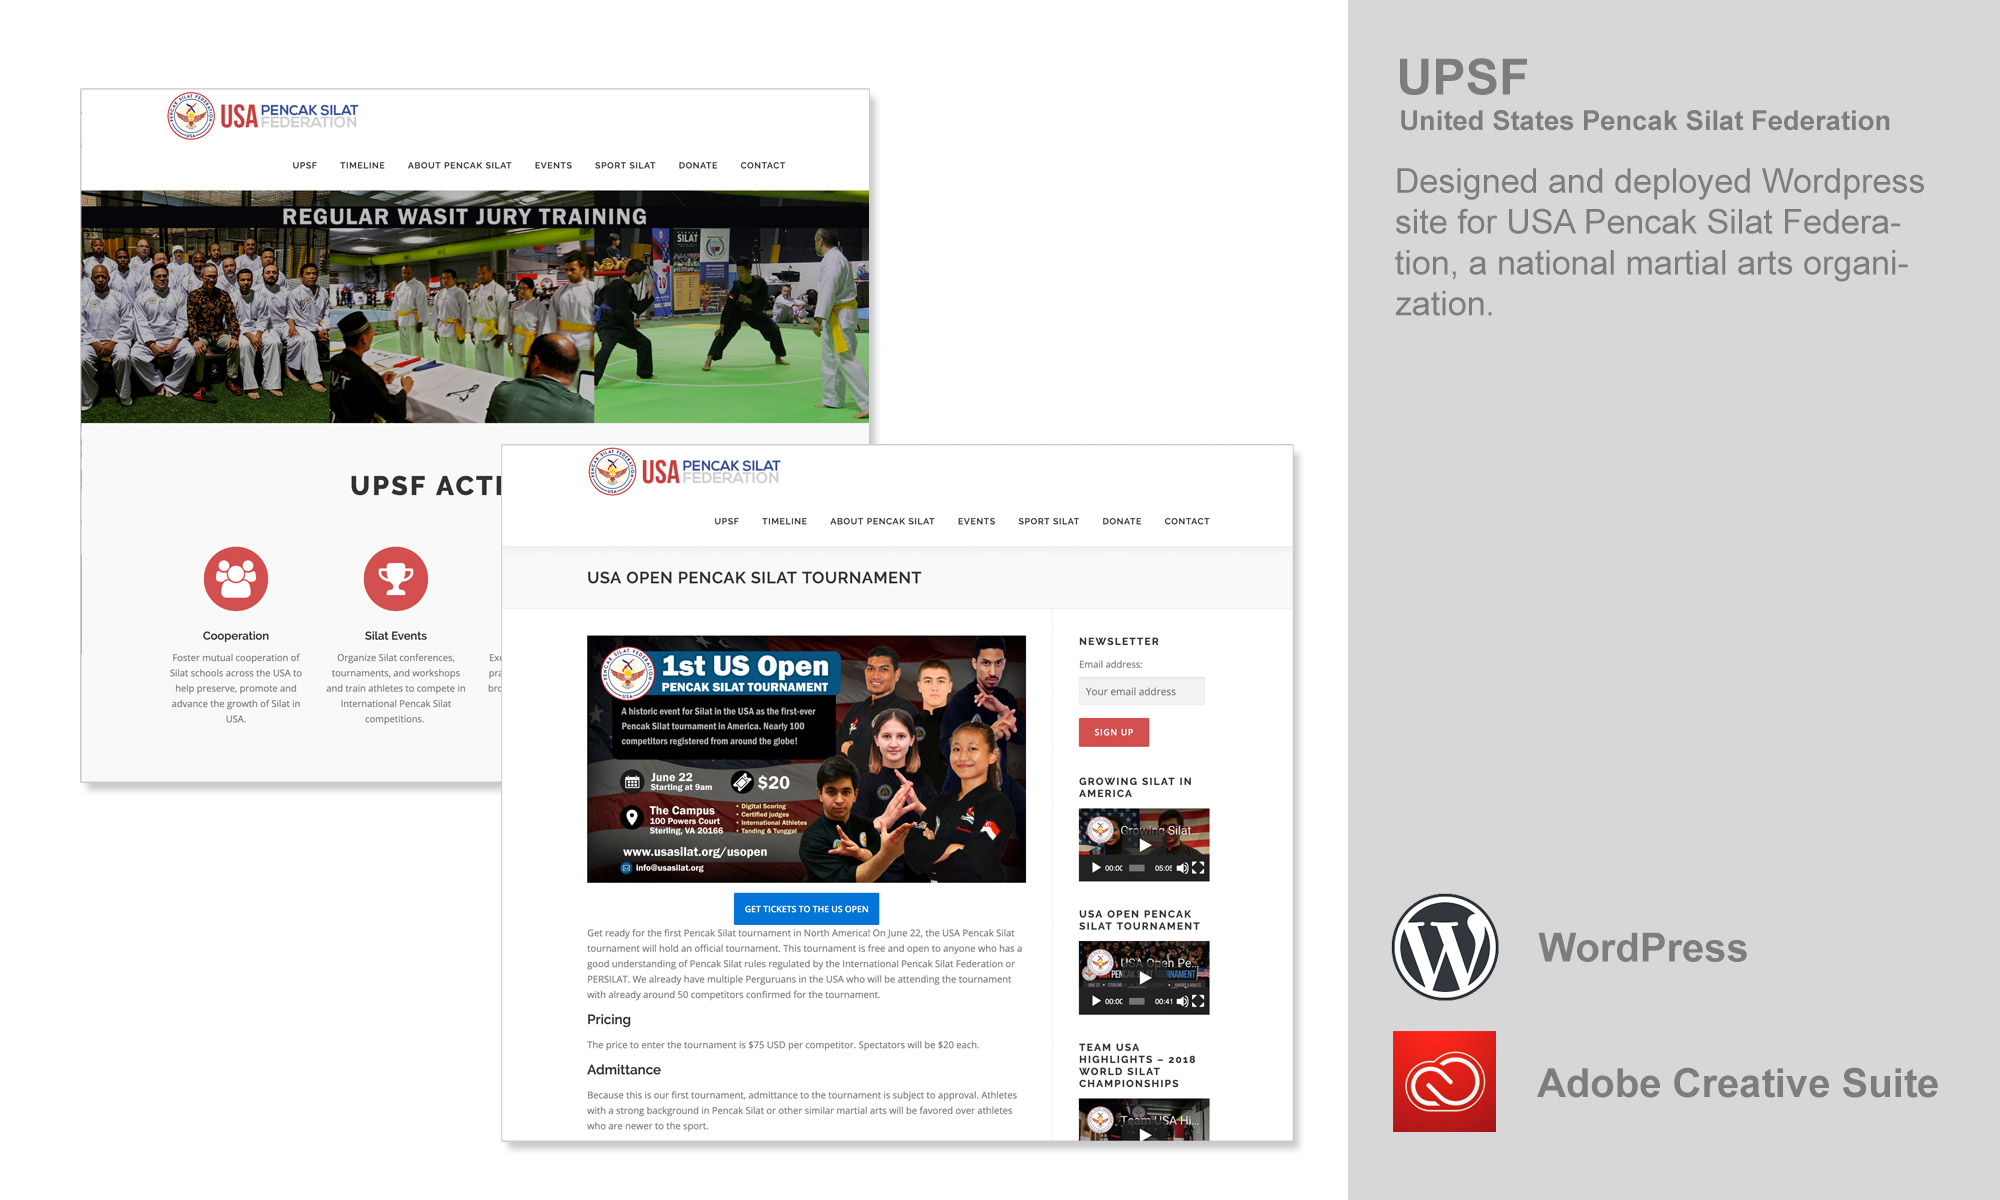 PENCAK SILAT FEDERATION
USA
USA PENCAK SILAT
FEDERATION
UPSF TIMELINE ABOUT PENCAK SILAT EVENTS SPORT SILAT DONATE CONTACT
REGULAR WASIT JURY TRAINING
SILAT
UPSF ACTI
Cooperation
Foster mutual cooperation of
Silat schools across the USA to
help preserve, promote and
advance the growth of Silat in
USA.
Silat Events
Organize Silat conferences,
tournaments, and workshops
and train athletes to compete in
International Pencak Silat
competitions.
PENCAK SILAT FEDERATION
USA
USA PENCAK SILAT
FEDERATION
UPSF TIMELINE ABOUT PENCAK SILAT EVENTS SPORT SILAT DONATE CONTACT
USA OPEN PENCAK SILAT TOURNAMENT
PENCAK SILAT FEDERATION
USA
1st US Open
PENCAK SILAT TOURNAMENT
A historic event for Silat in the USA as the first-ever
Pencak Silat tournament in America. Nearly 100
competitors registered from around the globe!
June 22
Starting at 9am
$20
The Campus
100 Powers Court
Sterling, VA 20166
• Digital Scoring
• Certified judges
• International Athletes
• Tanding & Tunggal
www.usasilat.org/usopen
info@usasilat.org
GET TICKETS TO THE US OPEN
Get ready for the first Pencak Silat tournament in North America! On June 22, the USA Pencak Silat
tournament will hold an official tournament. This tournament is free and open to anyone who has a
good understanding of Pencak Silat rules regulated by the International Pencak Silat Federation or
PERSILAT. We already have multiple Perguruans in the USA who will be attending the tournament
with already around 50 competitors confirmed for the tournament.
Pricing
The price to enter the tournament is $75 USD per competitor. Spectators will be $20 each.
Admittance
Because this is our first tournament, admittance to the tournament is subject to approval. Athletes
with a strong background in Pencak Silat or other similar martial arts will be favored over athletes
who are newer to the sport.
NEWSLETTER
Email address:
Your email address
SIGN UP
GROWING SILAT IN
AMERICA
Growing Silat...
00:00 05:08
USA OPEN PENCAK
SILAT TOURNAMENT
USA Open Pe...
00:00 00:41
TEAM USA
HIGHLIGHTS – 2018
WORLD SILAT
CHAMPIONSHIPS
Team USA Hi...
UPSF
United States Pencak Silat Federation
Designed and deployed Wordpress
site for USA Pencak Silat Federa-
tion, a national martial arts organi-
zation.
WordPress
Adobe Creative Suite